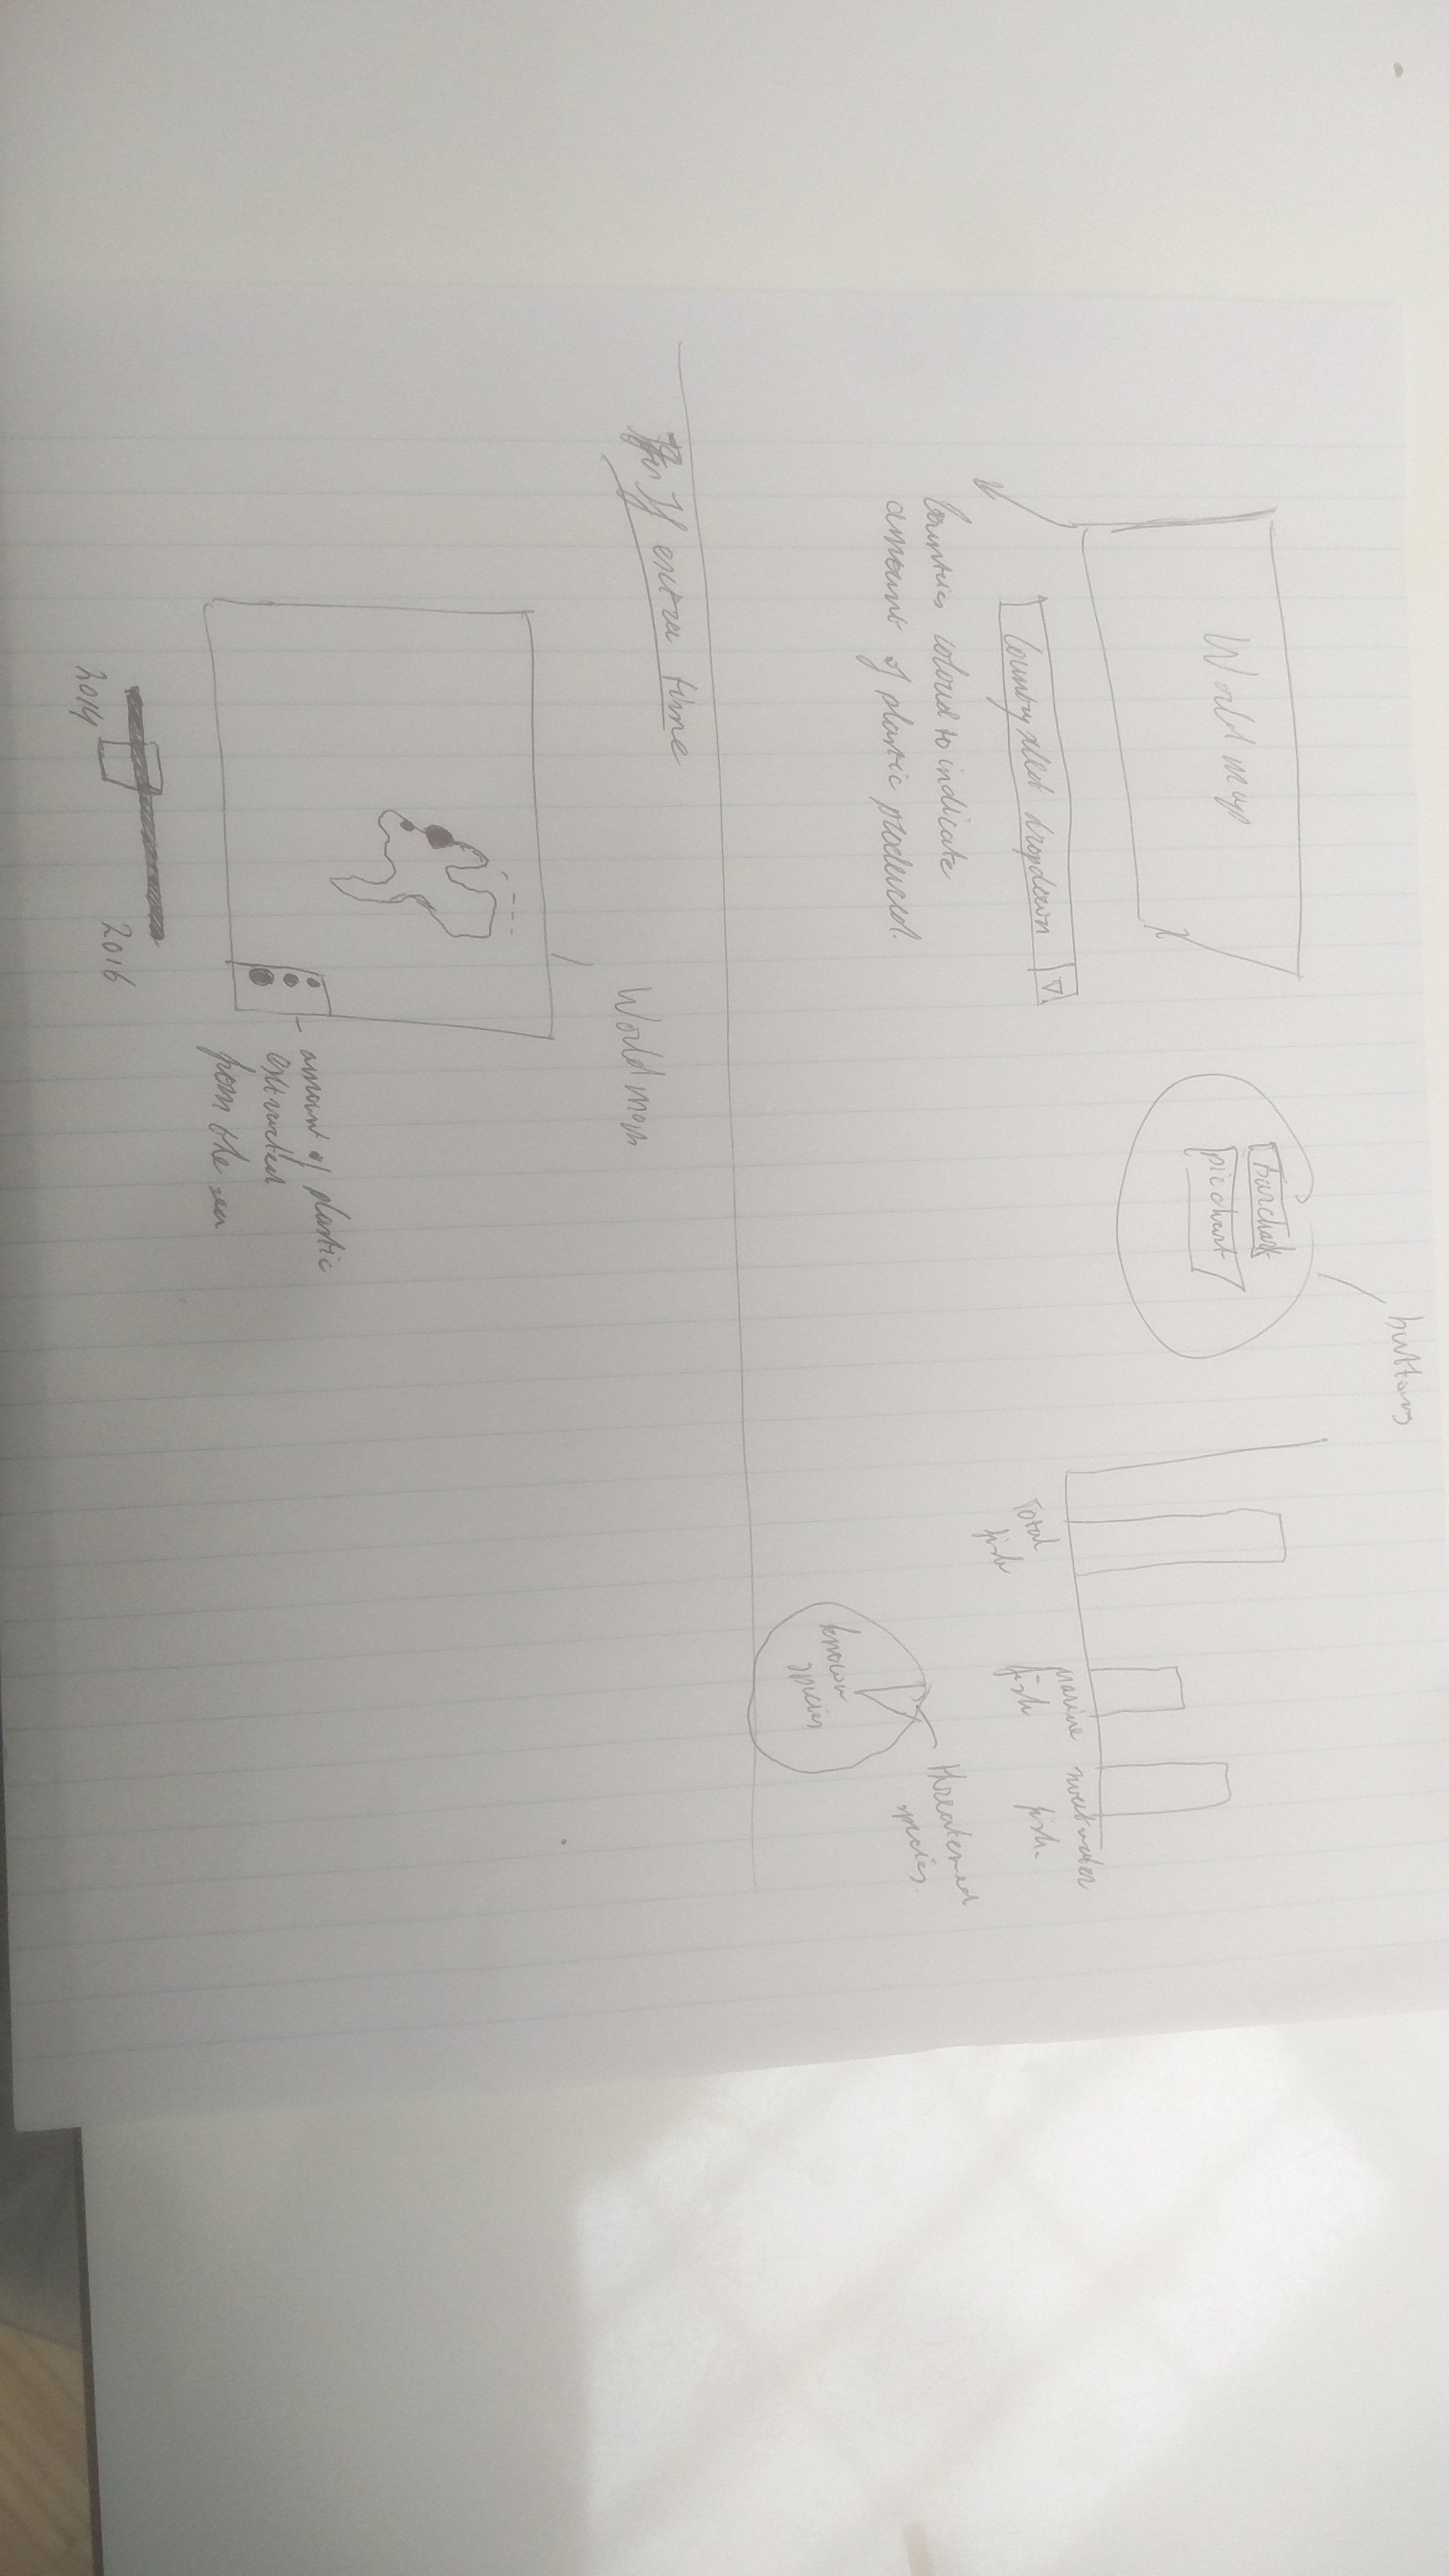 buttons
World map
barchart
piechart
Country select dropdown
Countries coloud to indicate
amount of plastic produced.
Total
fish
Marine
fish
sweetwater
fish.
known
species
threatened
species.
If extra time
World map
amount of plastic
extracted
from the sea
2014
2016